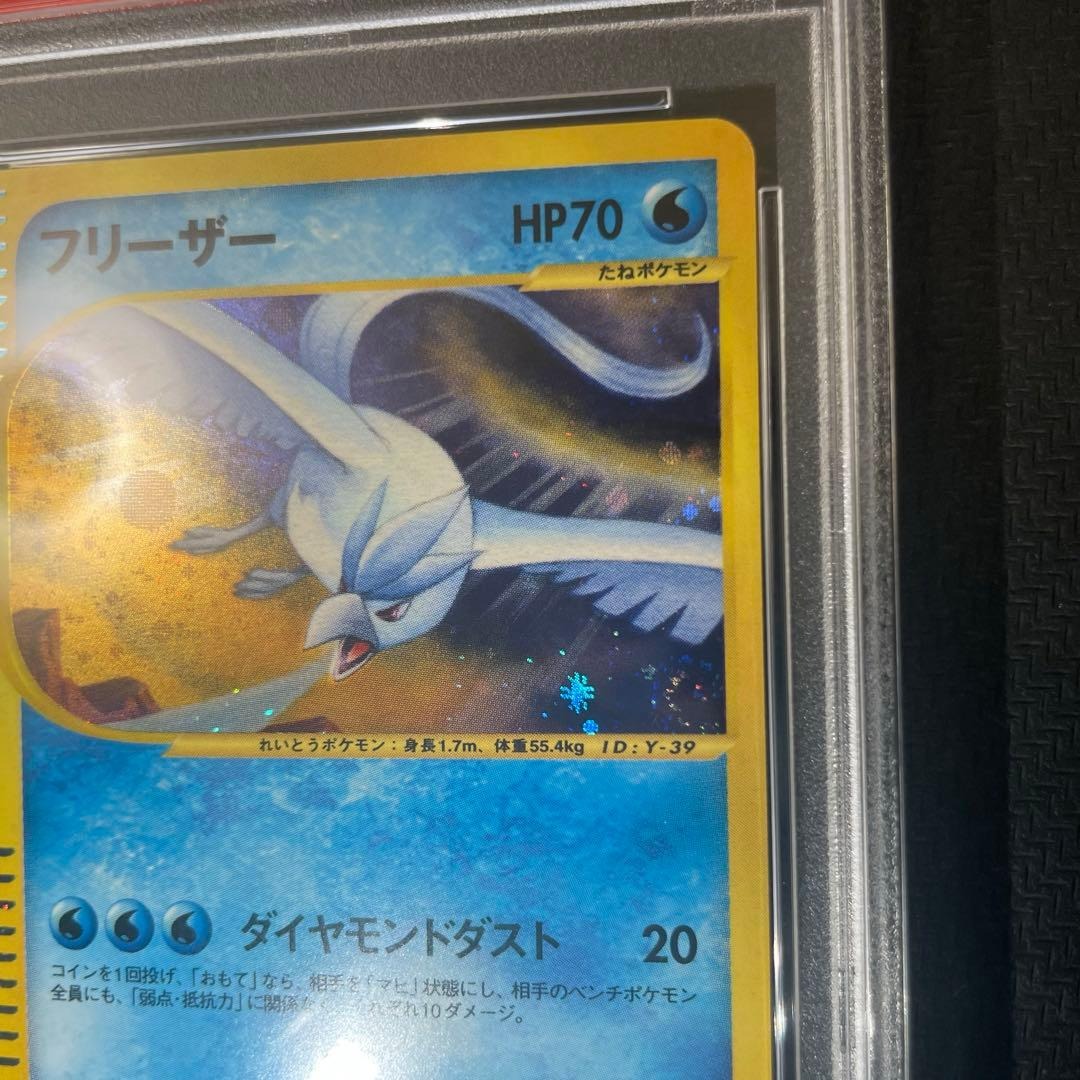 フリーザー
HP70
たねポケモン
れいとうポケモン：身長1.7m、体重55.4kg ID：Y-39
ダイヤモンドダスト 20
コインを1回投げ、「おもて」なら、相手を「マヒ」状態にし、相手のベンチポケモン
全員にも、「弱点・抵抗力」に関係なく、 れぞれ10ダメージ。